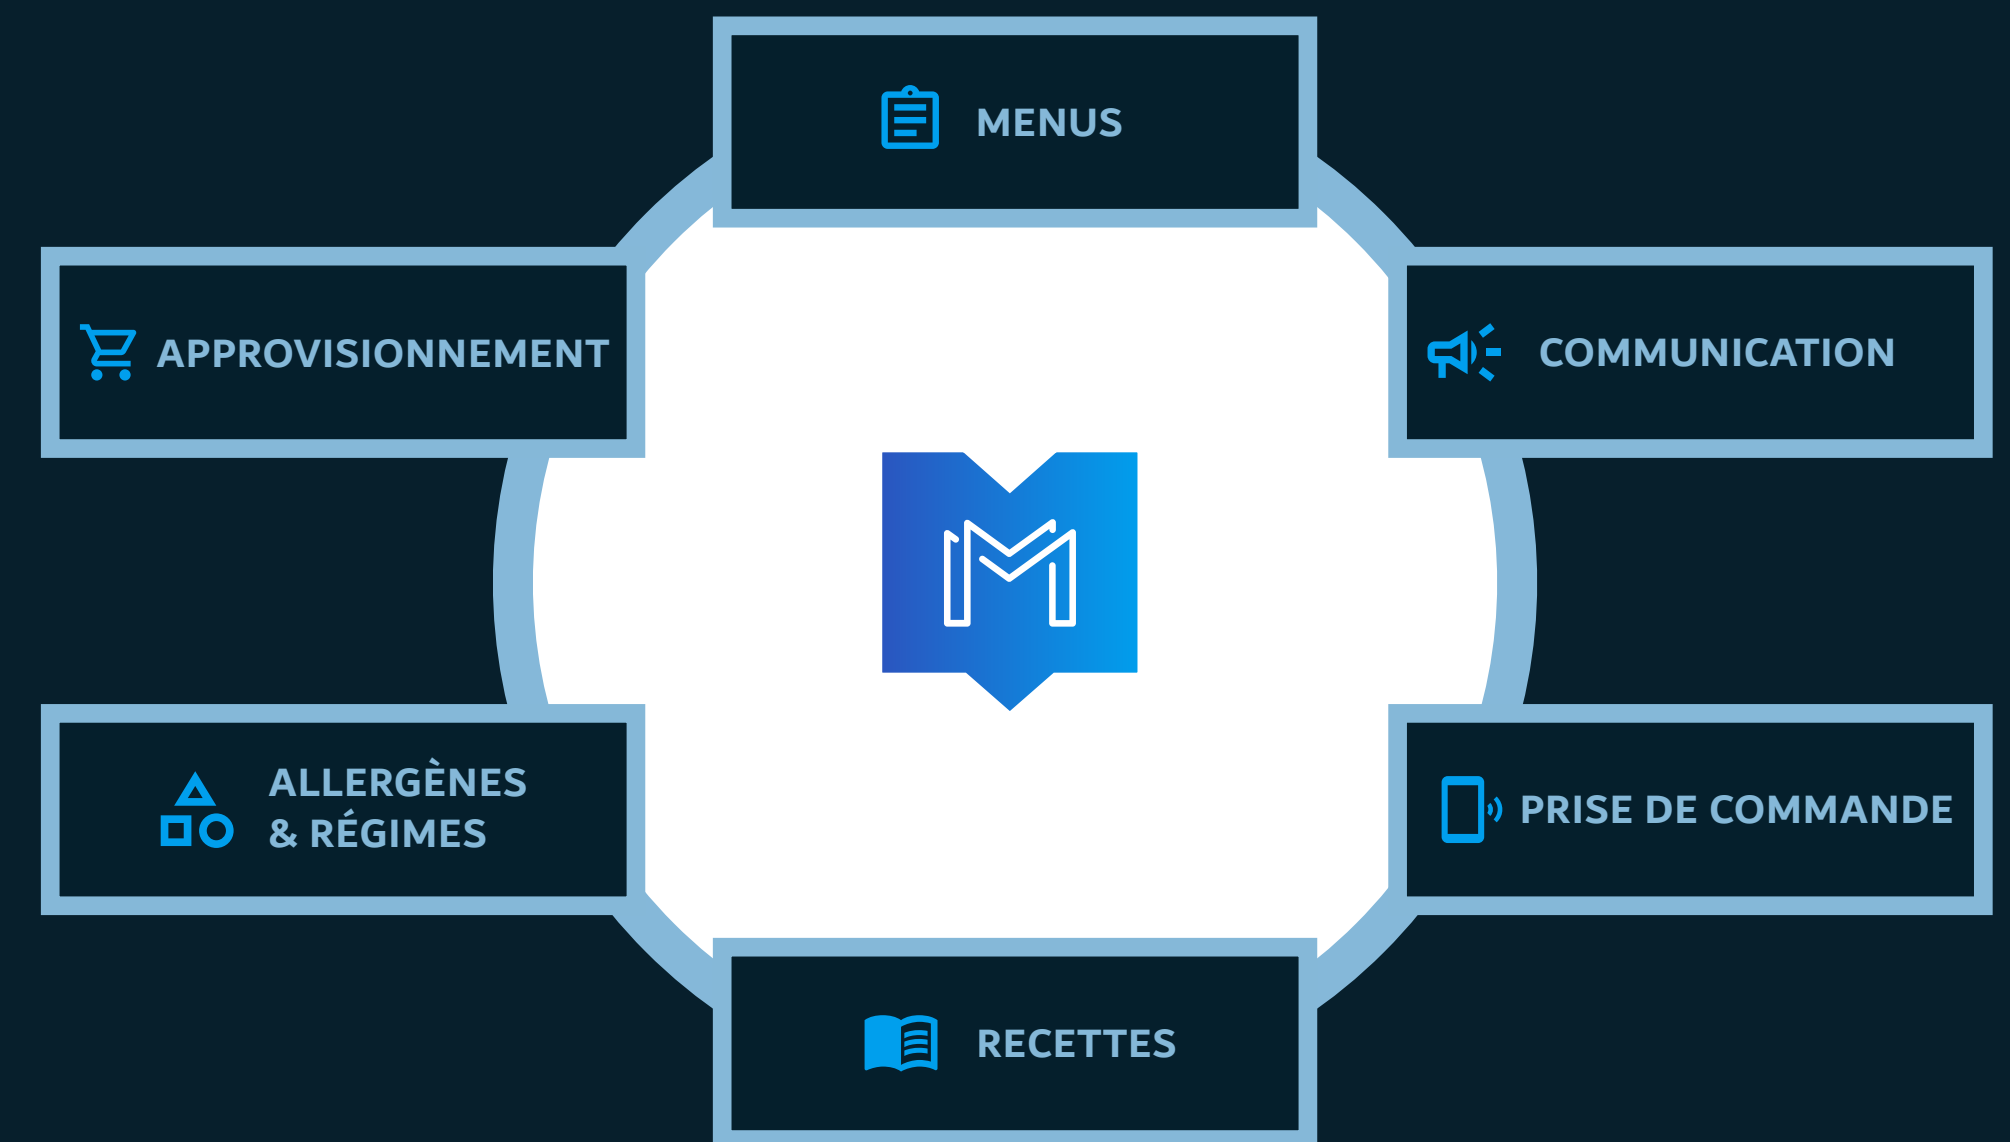 MENUS
APPROVISIONNEMENT
COMMUNICATION
M
ALLERGÈNES
& RÉGIMES
PRISE DE COMMANDE
RECETTES